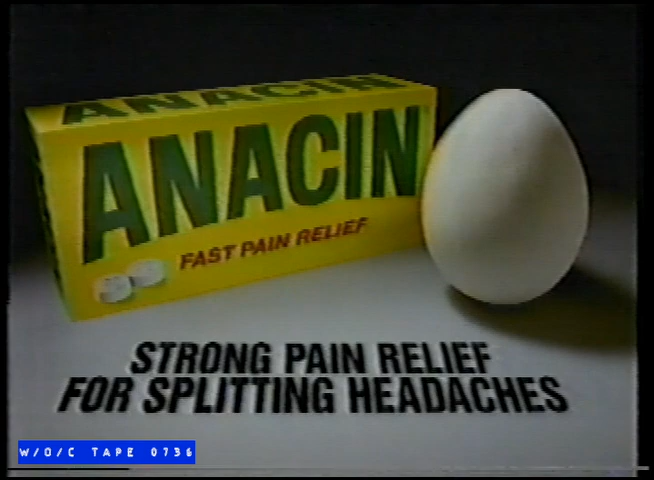 ANACIN
ANACIN
FAST PAIN RELIEF
STRONG PAIN RELIEF
FOR SPLITTING HEADACHES
W/O/C TAPE 0736